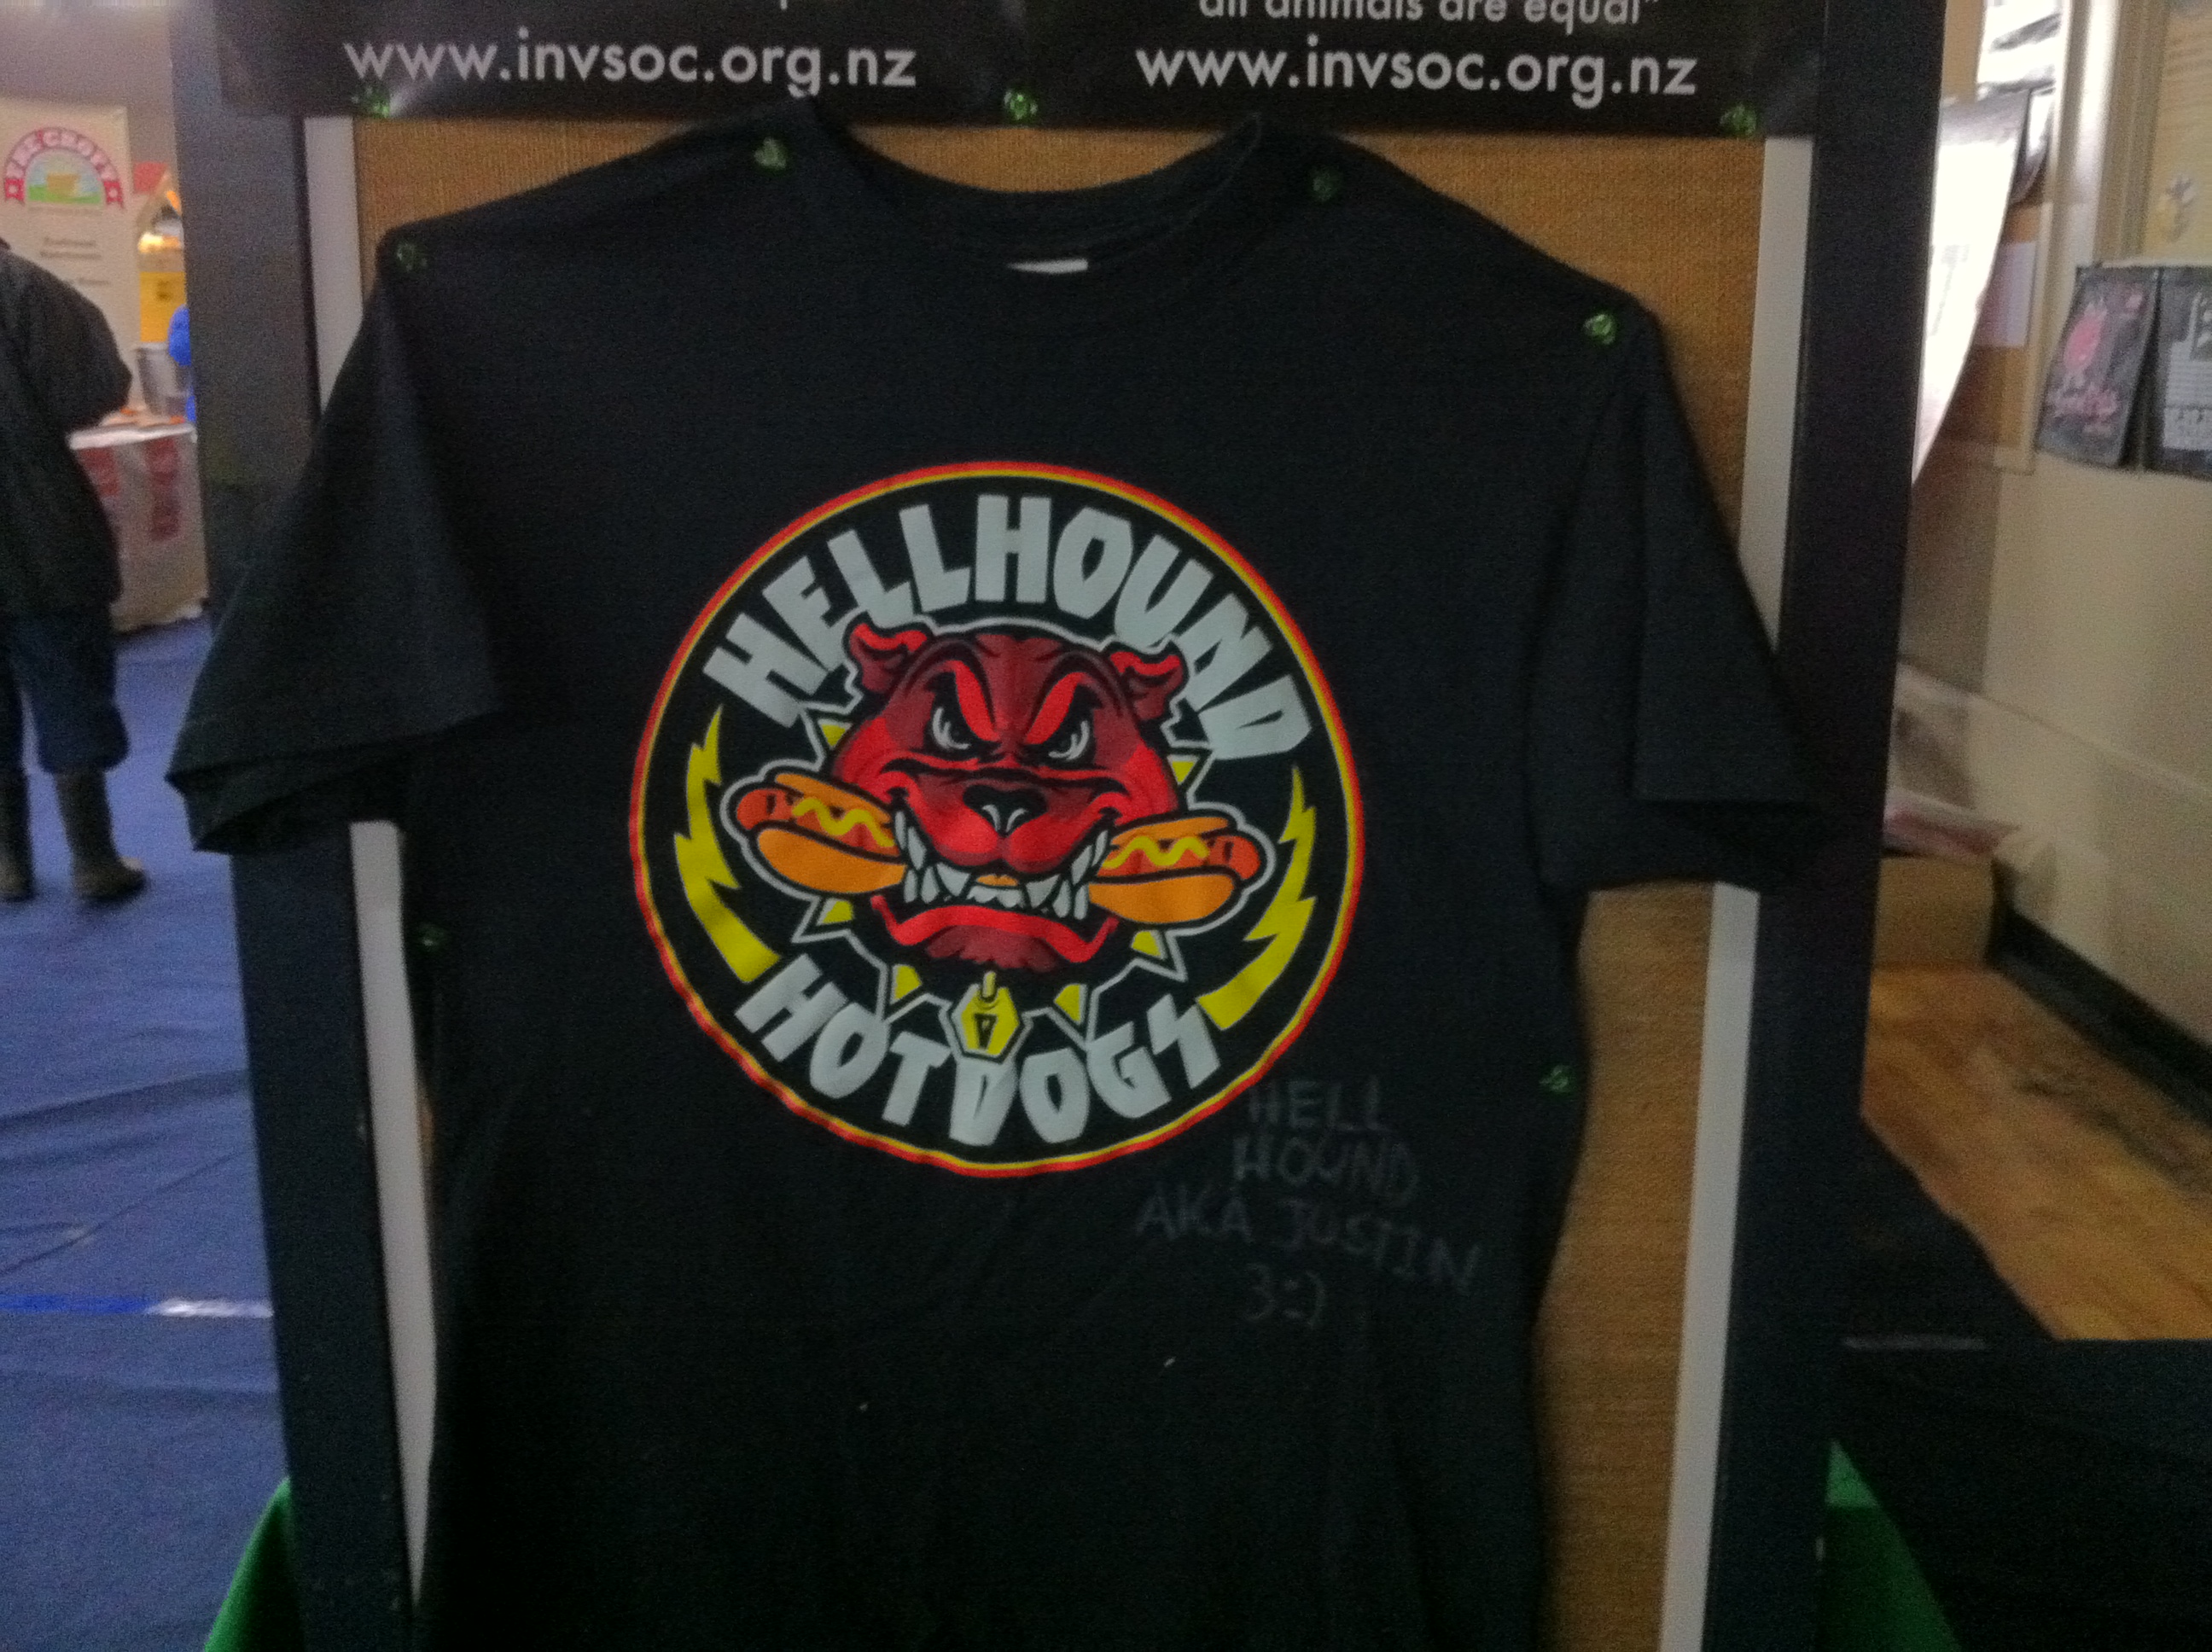 all animals are equal"
www.invsoc.org.nz
www.invsoc.org.nz
HELLHOUND
HOTDOGS
HELL
HOUND
AKA JUSTIN
3:)